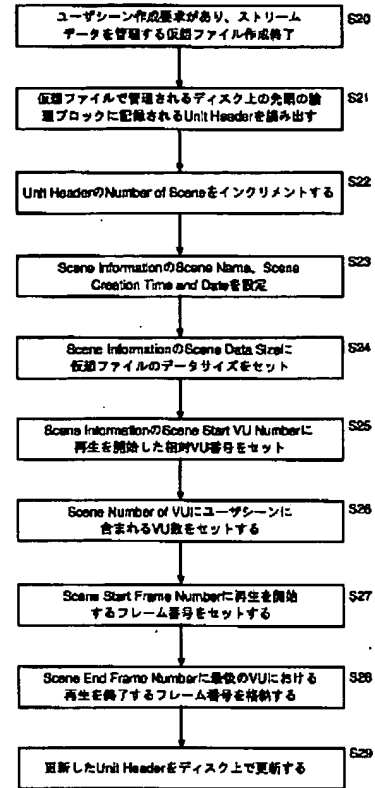 ユーザシーン作成要求があり、ストリーム
データを管理する仮想ファイル作成終了
S20
仮想ファイルで管理されるディスク上の先頭の論
理ブロックに記録されるUnit Headerを読み出す
S21
Unit HeaderのNumber of Sceneをインクリメントする
S22
Scene InformationのScene Name、Scene
Creation Time and Dateを設定
S23
Scene InformationのScene Data Sizeに
仮想ファイルのデータサイズをセット
S24
Scene InformationのScene Start VU Numberに
再生を開始した相対VU番号をセット
S25
Scene Number of VUにユーザシーンに
含まれるVU数をセットする
S26
Scene Start Frame Numberに再生を開始
するフレーム番号をセットする
S27
Scene End Frame Numberに最後のVUにおける
再生を終了するフレーム番号を格納する
S28
更新したUnit Headerをディスク上で更新する
S29